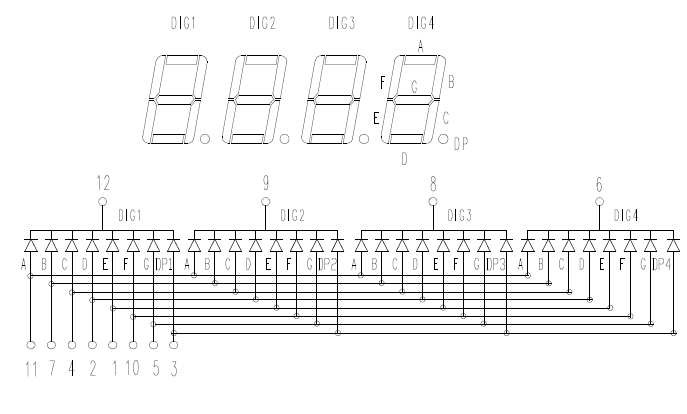 DIG1 DIG2 DIG3 DIG4
A
F G B
E C
DP
D
12 9 8 6
DIG1 DIG2 DIG3 DIG4
A B C D E F G DP1 A B C D E F G DP2 A B C D E F G DP3 A B C D E F G DP4
11 7 4 2 1 10 5 3